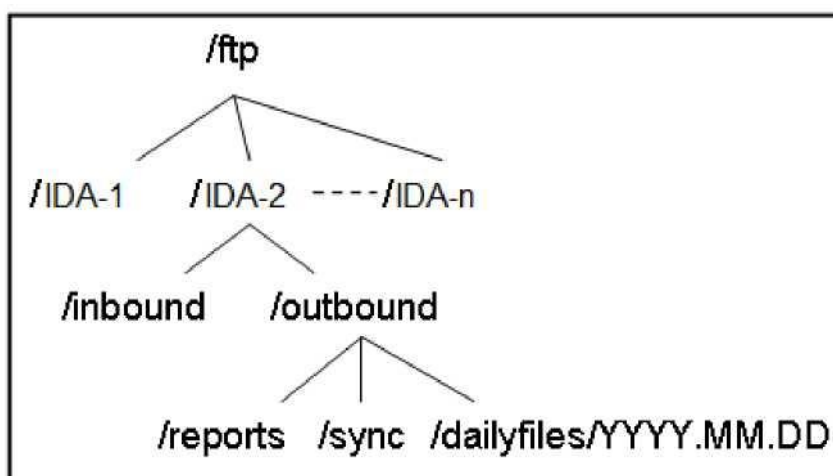 /ftp
/IDA-1 /IDA-2 ----/IDA-n
/inbound /outbound
/reports /sync /dailyfiles/YYYY.MM.DD